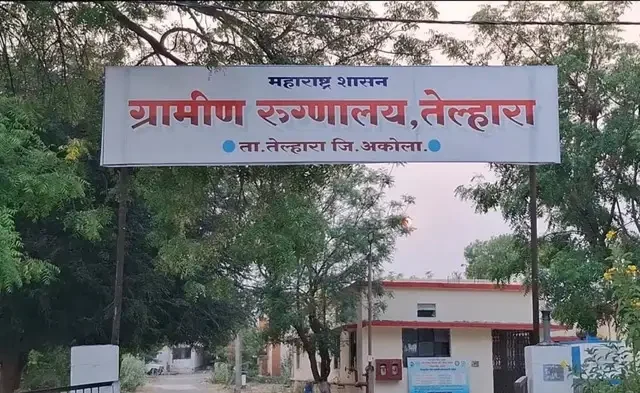 महाराष्ट्र शासन
ग्रामीण रुग्णालय, तेल्हारा
ता. तेल्हारा जि. अकोला.